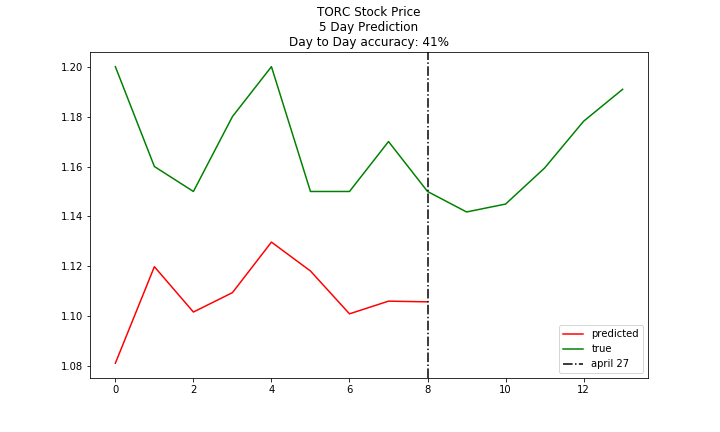 TORC Stock Price
5 Day Prediction
Day to Day accuracy: 41%
1.20
1.18
1.16
1.14
1.12
1.10
1.08
0 2 4 6 8 10 12
predicted
true
april 27